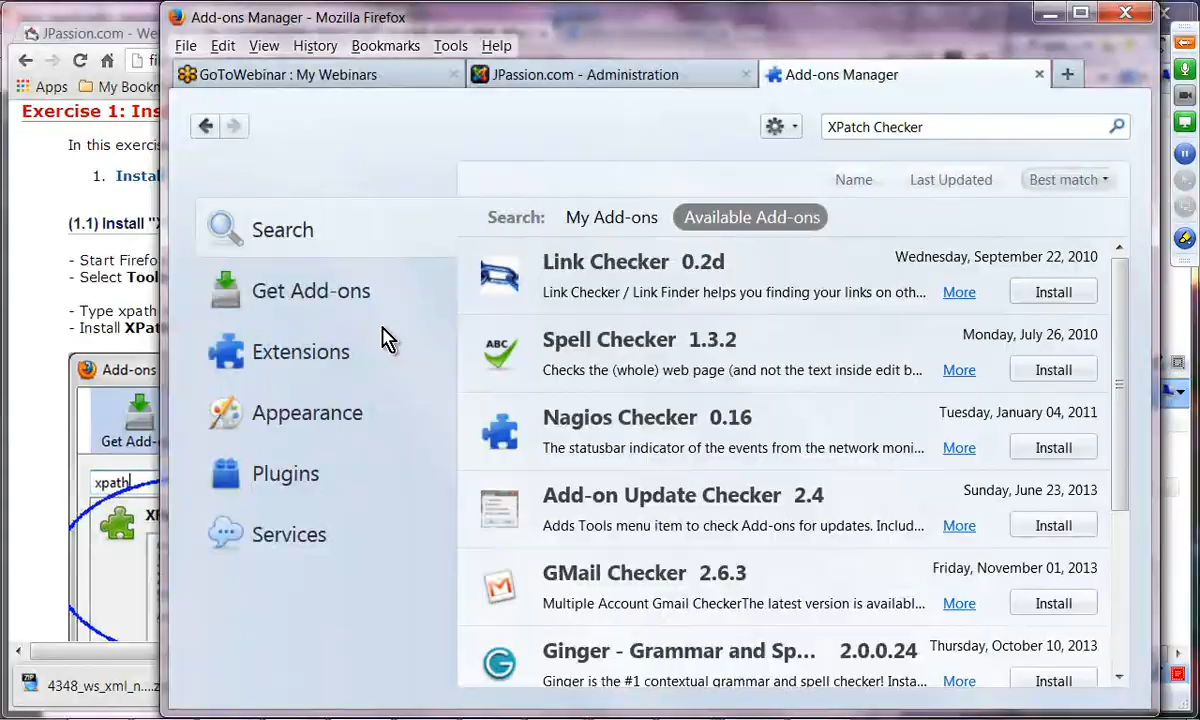 JPassion.com - We
Add-ons Manager - Mozilla Firefox
File Edit View History Bookmarks Tools Help
GoToWebinar : My Webinars
JPassion.com - Administration
Add-ons Manager
Apps My Bookm
Exercise 1: Ins
In this exercis
1. Instal
(1.1) Install "X
- Start Firefo
- Select Tool
- Type xpath
- Install XPat
Add-ons
Get Add-
xpath
XP
4348_ws_xml_n....z
XPatch Checker
Name Last Updated Best match
Search
Get Add-ons
Extensions
Appearance
Plugins
Services
Search: My Add-ons Available Add-ons
Link Checker 0.2d Wednesday, September 22, 2010
Link Checker / Link Finder helps you finding your links on oth... More Install
Spell Checker 1.3.2 Monday, July 26, 2010
ABC
Checks the (whole) web page (and not the text inside edit b... More Install
Nagios Checker 0.16 Tuesday, January 04, 2011
The statusbar indicator of the events from the network moni... More Install
Add-on Update Checker 2.4 Sunday, June 23, 2013
Adds Tools menu item to check Add-ons for updates. Includ... More Install
GMail Checker 2.6.3 Friday, November 01, 2013
Multiple Account Gmail CheckerThe latest version is availabl... More Install
Ginger - Grammar and Sp... 2.0.0.24 Thursday, October 10, 2013
Ginger is the #1 contextual grammar and spell checker! Insta... More Install